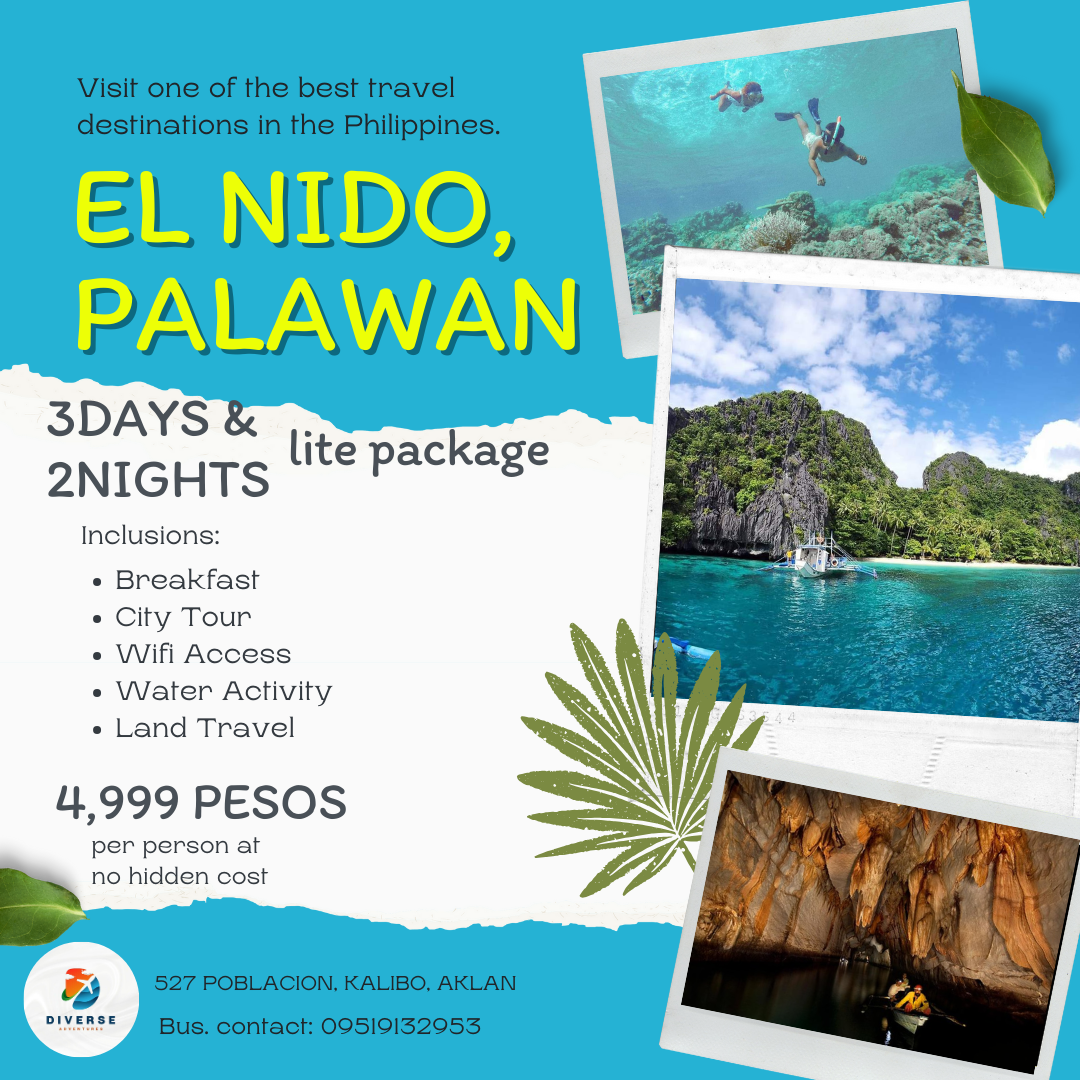 Visit one of the best travel
destinations in the Philippines.
EL NIDO,
PALAWAN
3DAYS &
2NIGHTS
lite package
Inclusions:
• Breakfast
• City Tour
• Wifi Access
• Water Activity
• Land Travel
4,999 PESOS
per person at
no hidden cost
DIVERSE
ADVENTURES
527 POBLACION, KALIBO, AKLAN
Bus. contact: 09519132953